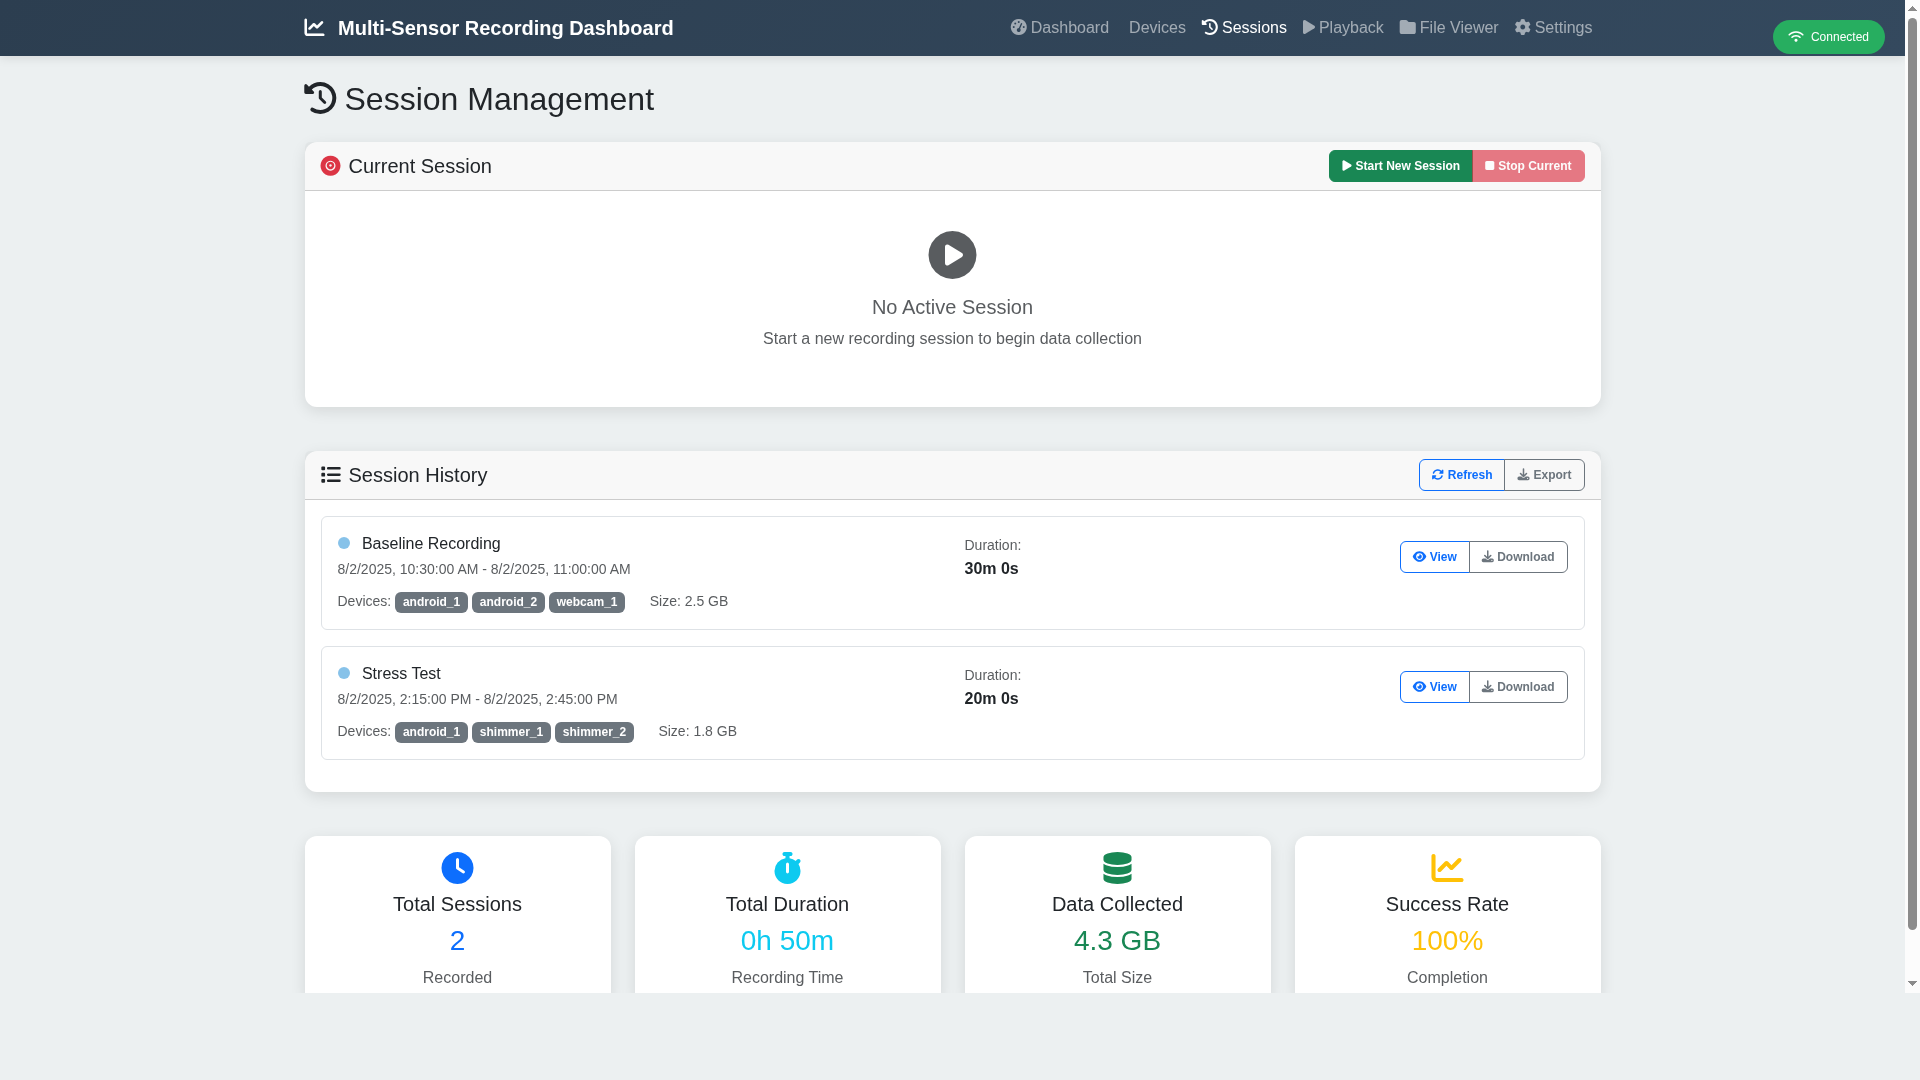 Multi-Sensor Recording Dashboard Dashboard Devices Sessions Playback File Viewer Settings Connected
Session Management
Current Session Start New Session Stop Current
No Active Session
Start a new recording session to begin data collection
Session History Refresh Export
Baseline Recording
8/2/2025, 10:30:00 AM - 8/2/2025, 11:00:00 AM
Devices: android_1 android_2 webcam_1 Size: 2.5 GB
Duration:
30m 0s
View Download
Stress Test
8/2/2025, 2:15:00 PM - 8/2/2025, 2:45:00 PM
Devices: android_1 shimmer_1 shimmer_2 Size: 1.8 GB
Duration:
20m 0s
View Download
Total Sessions
2
Recorded
Total Duration
0h 50m
Recording Time
Data Collected
4.3 GB
Total Size
Success Rate
100%
Completion